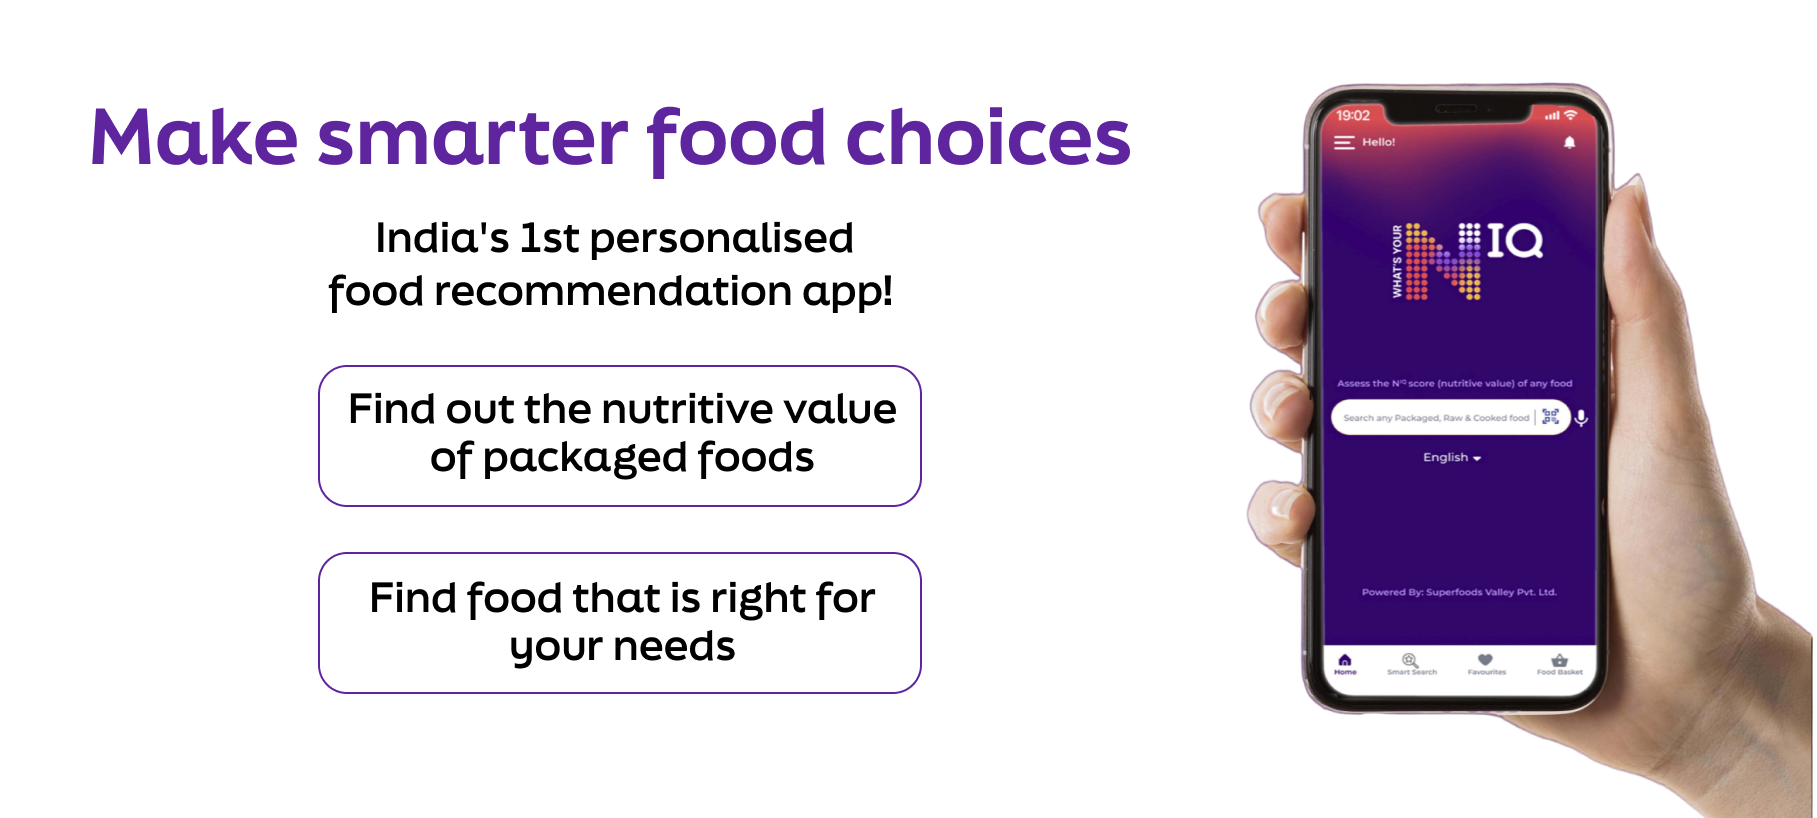 Make smarter food choices
India's 1st personalised
food recommendation app!
Find out the nutritive value
of packaged foods
Find food that is right for
your needs
19:02
Hello!
WHAT'S YOUR
N IQ
Assess the N^IQ score (nutritive value) of any food
Search any Packaged, Raw & Cooked food
English
Powered By: Superfoods Valley Pvt. Ltd.
Home Smart Search Favourites Food Basket